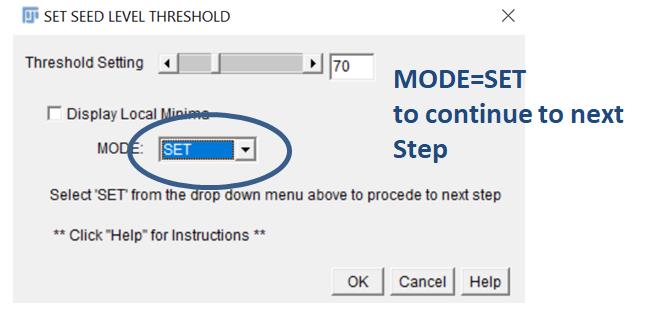 SET SEED LEVEL THRESHOLD
Threshold Setting 70
MODE=SET
to continue to next
Step
Display Local Minima
MODE: SET
Select 'SET' from the drop down menu above to procede to next step
** Click "Help" for Instructions **
OK Cancel Help